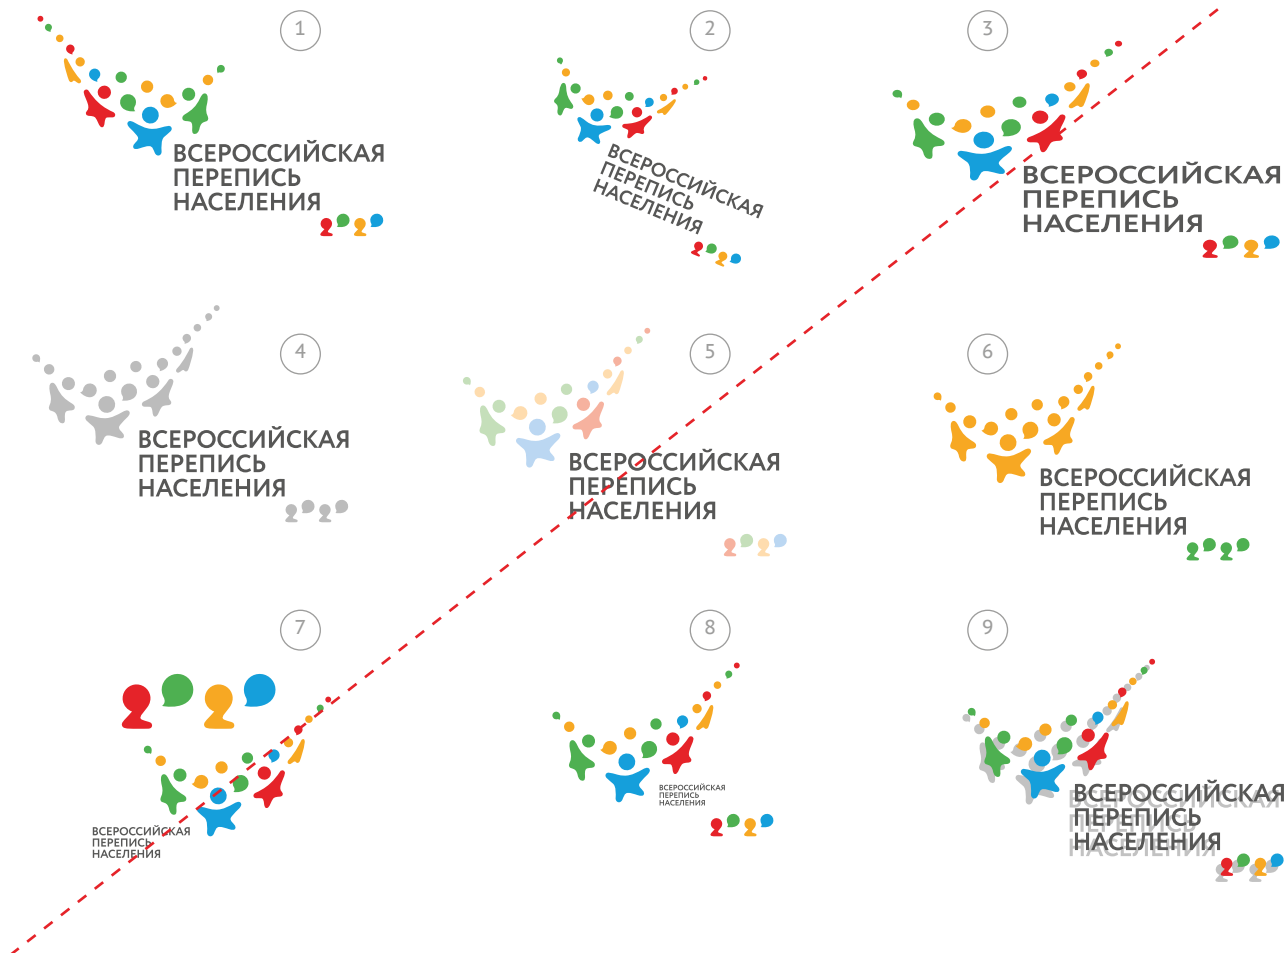 1
ВСЕРОССИЙСКАЯ
ПЕРЕПИСЬ
НАСЕЛЕНИЯ
2
ВСЕРОССИЙСКАЯ
ПЕРЕПИСЬ
НАСЕЛЕНИЯ
3
ВСЕРОССИЙСКАЯ
ПЕРЕПИСЬ
НАСЕЛЕНИЯ
4
ВСЕРОССИЙСКАЯ
ПЕРЕПИСЬ
НАСЕЛЕНИЯ
5
ВСЕРОССИЙСКАЯ
ПЕРЕПИСЬ
НАСЕЛЕНИЯ
6
ВСЕРОССИЙСКАЯ
ПЕРЕПИСЬ
НАСЕЛЕНИЯ
7
ВСЕРОССИЙСКАЯ
ПЕРЕПИСЬ
НАСЕЛЕНИЯ
8
ВСЕРОССИЙСКАЯ
ПЕРЕПИСЬ
НАСЕЛЕНИЯ
9
ВСЕРОССИЙСКАЯ
ПЕРЕПИСЬ
НАСЕЛЕНИЯ